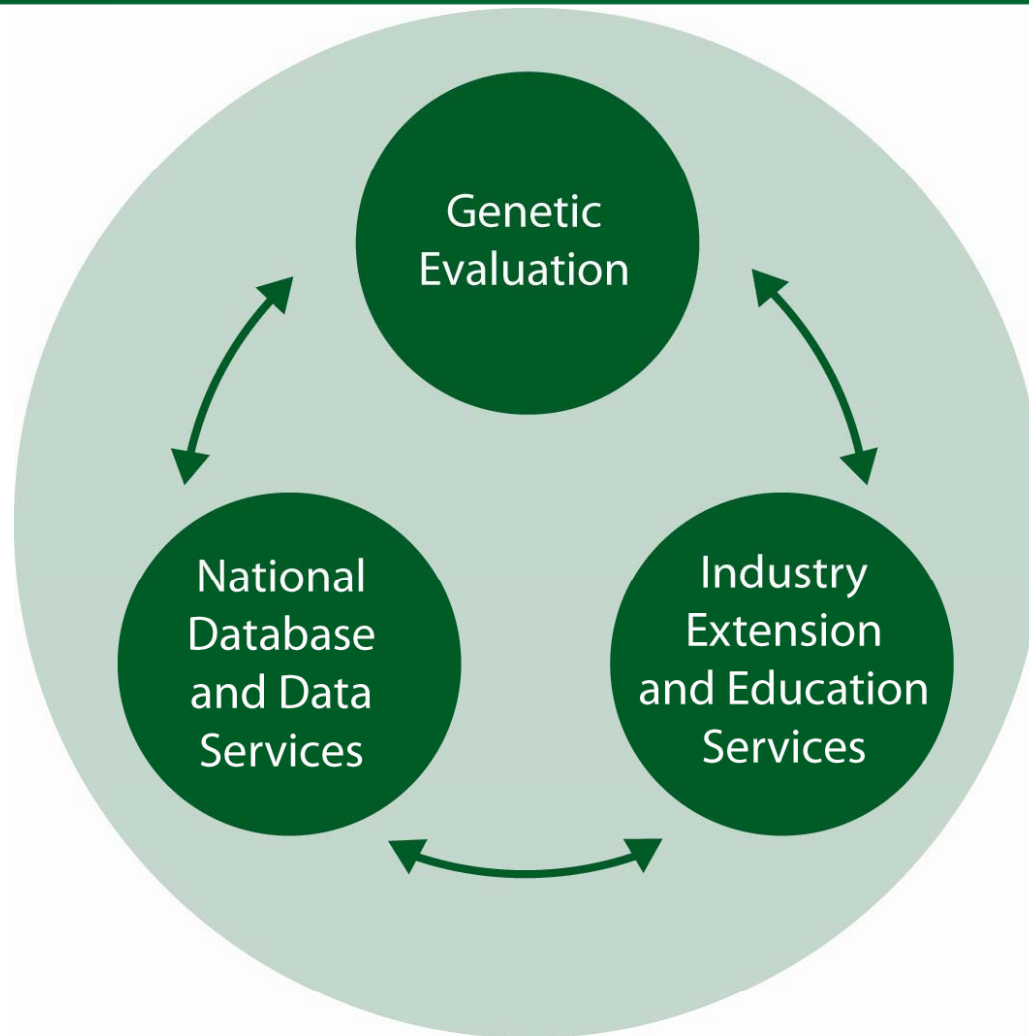 Genetic
Evaluation
National
Database
and Data
Services
Industry
Extension
and Education
Services